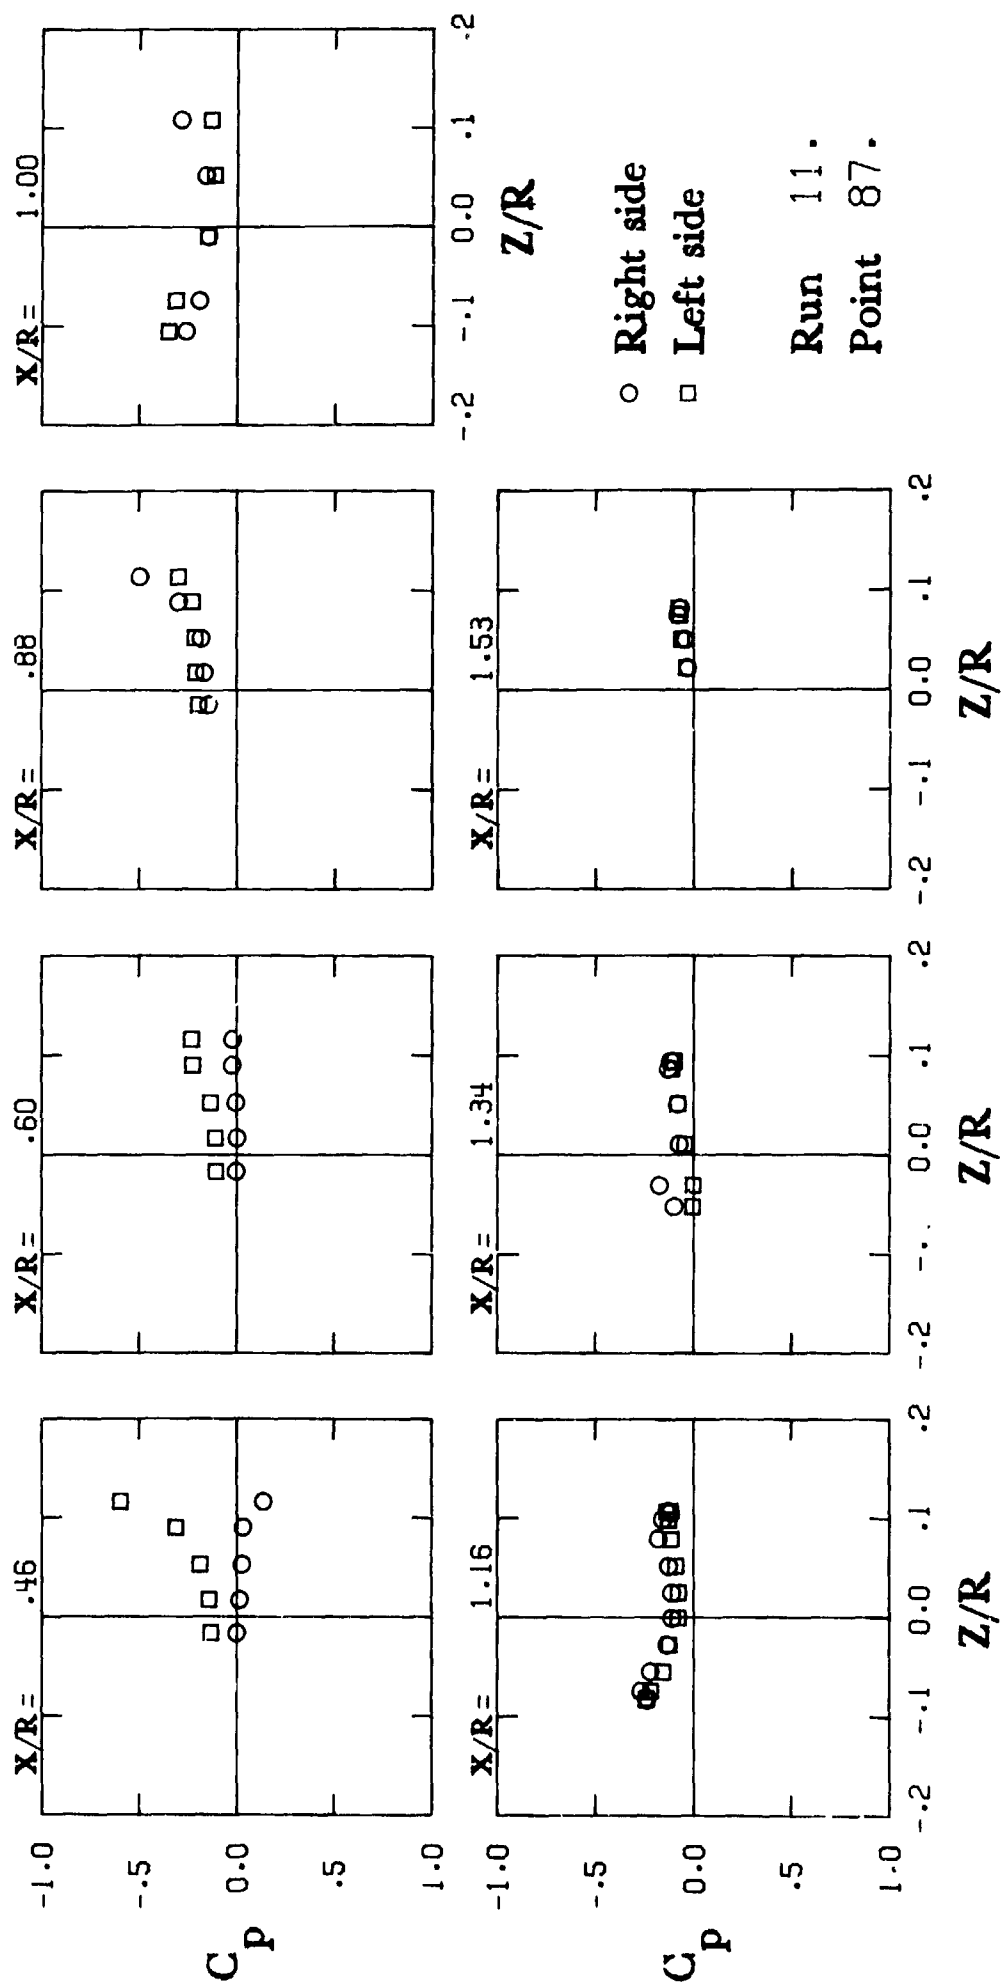 X/R= .46
X/R= .60
X/R= .88
X/R= 1.00
-1.0
-.5
0.0
.5
1.0
Cp
-.2 -.1 0.0 .1 .2
Z/R
X/R= 1.16
X/R= 1.34
X/R= 1.53
-1.0
-.5
0.0
.5
1.0
Cp
-.2 -.1 0.0 .1 .2
Z/R
-.2 -. 0.0 .1 .2
Z/R
-.2 -.1 0.0 .1 .2
Z/R
○ Right side
□ Left side
Run 11.
Point 87.